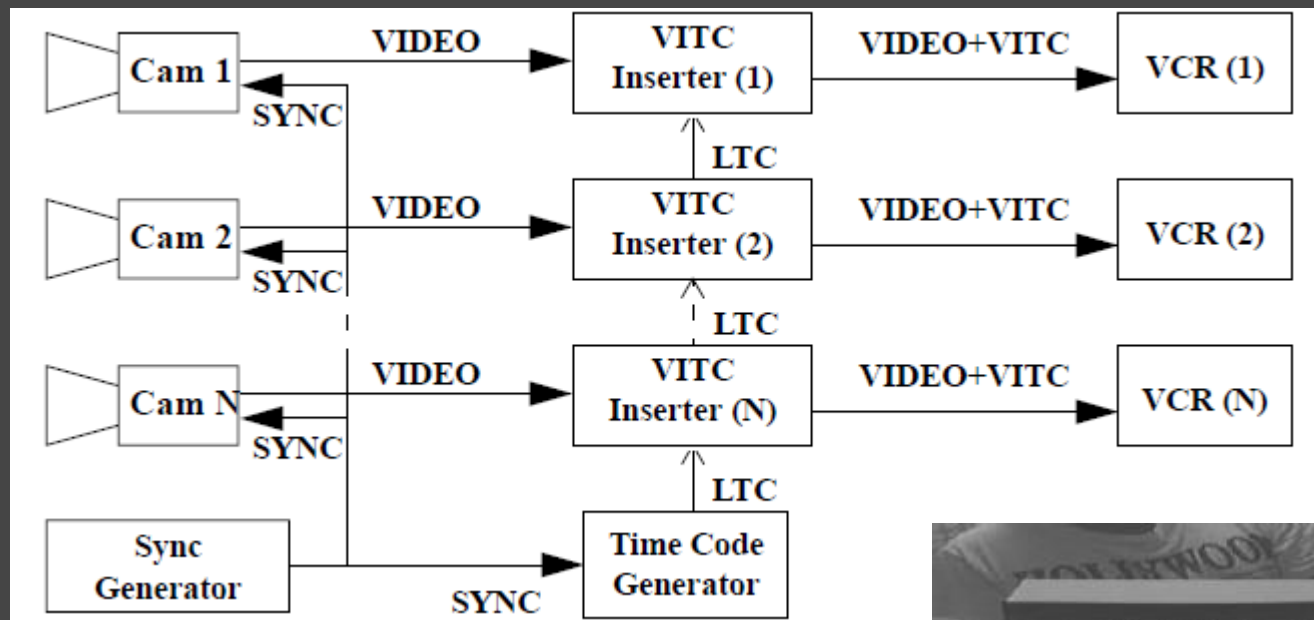 VIDEO
VITC
Inserter (1)
VIDEO+VITC
VCR (1)
Cam 1
SYNC
LTC
VIDEO
VITC
Inserter (2)
VIDEO+VITC
VCR (2)
Cam 2
SYNC
LTC
VIDEO
VITC
Inserter (N)
VIDEO+VITC
VCR (N)
Cam N
SYNC
LTC
Sync
Generator
SYNC
Time Code
Generator
HOLLYWOOD